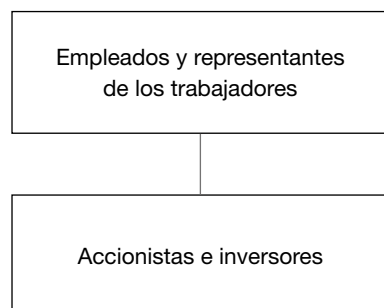 Empleados y representantes
de los trabajadores
Accionistas e inversores